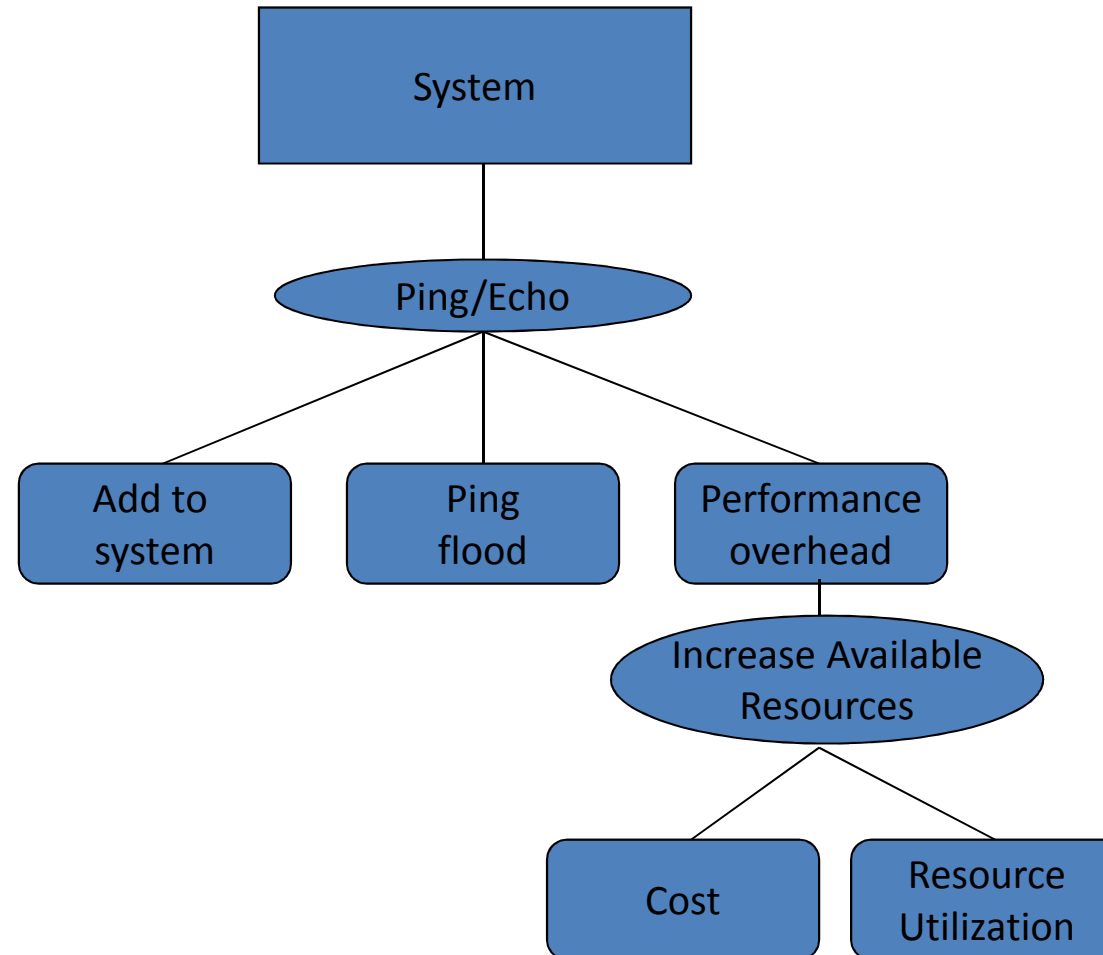 System
Ping/Echo
Add to
system
Ping
flood
Performance
overhead
Increase Available
Resources
Cost
Resource
Utilization